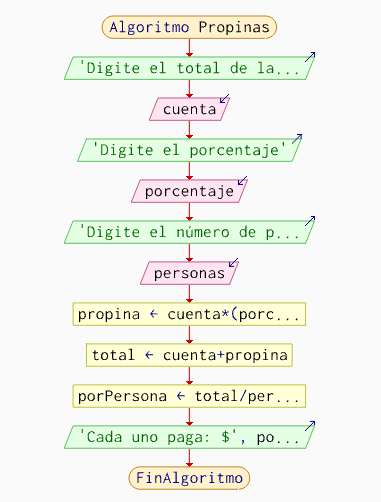 Algoritmo Propinas
'Digite el total de la...
cuenta
'Digite el porcentaje'
porcentaje
'Digite el número de p...
personas
propina ← cuenta*(porc...
total ← cuenta+propina
porPersona ← total/per...
'Cada uno paga: $', po...
FinAlgoritmo